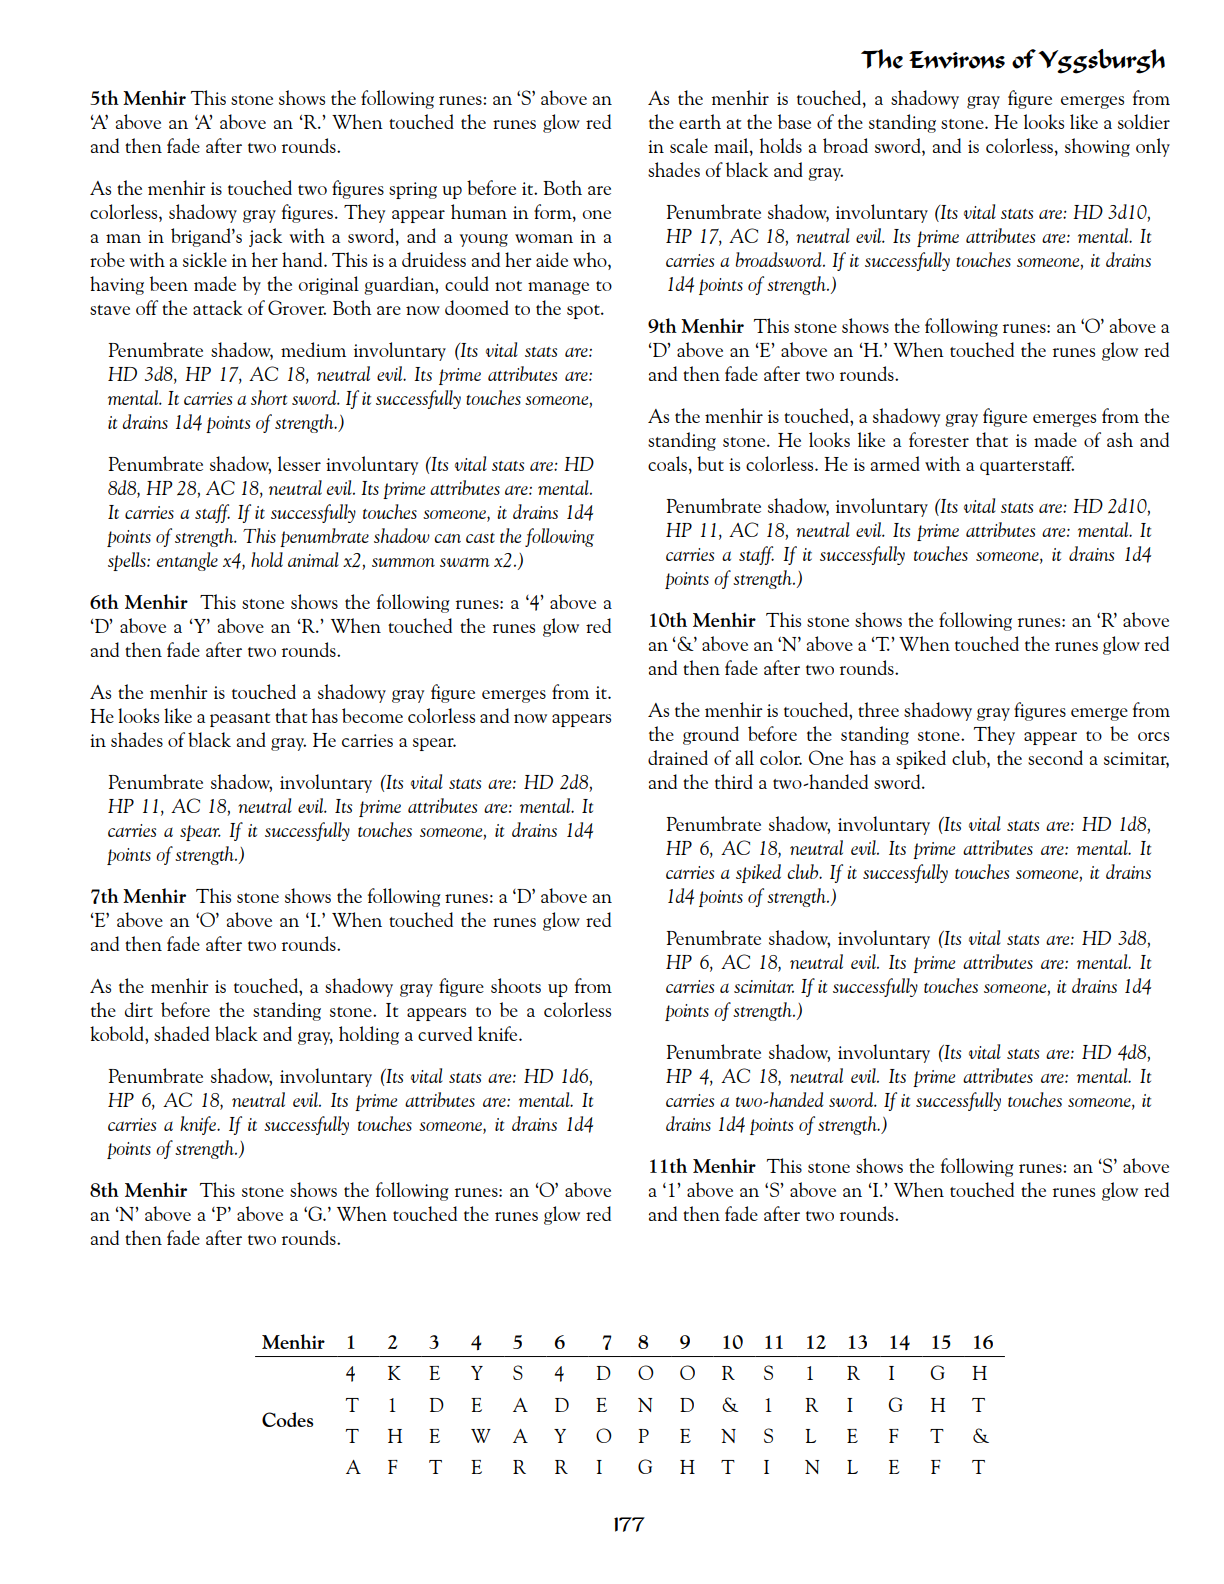 The Environs of Yggsburgh
5th Menhir This stone shows the following runes: an ‘S’ above an
‘A’ above an ‘A’ above an ‘R.’ When touched the runes glow red
and then fade after two rounds.
As the menhir is touched two figures spring up before it. Both are
colorless, shadowy gray figures. They appear human in form, one
a man in brigand’s jack with a sword, and a young woman in a
robe with a sickle in her hand. This is a druidess and her aide who,
having been made by the original guardian, could not manage to
stave off the attack of Grover. Both are now doomed to the spot.
Penumbrate shadow, medium involuntary (Its vital stats are:
HD 3d8, HP 17, AC 18, neutral evil. Its prime attributes are:
mental. It carries a short sword. If it successfully touches someone,
it drains 1d4 points of strength.)
Penumbrate shadow, lesser involuntary (Its vital stats are: HD
8d8, HP 28, AC 18, neutral evil. Its prime attributes are: mental.
It carries a staff. If it successfully touches someone, it drains 1d4
points of strength. This penumbrate shadow can cast the following
spells: entangle x4, hold animal x2, summon swarm x2.)
6th Menhir This stone shows the following runes: a ‘4’ above a
‘D’ above a ‘Y’ above an ‘R.’ When touched the runes glow red
and then fade after two rounds.
As the menhir is touched a shadowy gray figure emerges from it.
He looks like a peasant that has become colorless and now appears
in shades of black and gray. He carries a spear.
Penumbrate shadow, involuntary (Its vital stats are: HD 2d8,
HP 11, AC 18, neutral evil. Its prime attributes are: mental. It
carries a spear. If it successfully touches someone, it drains 1d4
points of strength.)
7th Menhir This stone shows the following runes: a ‘D’ above an
‘E’ above an ‘O’ above an ‘I.’ When touched the runes glow red
and then fade after two rounds.
As the menhir is touched, a shadowy gray figure shoots up from
the dirt before the standing stone. It appears to be a colorless
kobold, shaded black and gray, holding a curved knife.
Penumbrate shadow, involuntary (Its vital stats are: HD 1d6,
HP 6, AC 18, neutral evil. Its prime attributes are: mental. It
carries a knife. If it successfully touches someone, it drains 1d4
points of strength.)
8th Menhir This stone shows the following runes: an ‘O’ above
an ‘N’ above a ‘P’ above a ‘G.’ When touched the runes glow red
and then fade after two rounds.
As the menhir is touched, a shadowy gray figure emerges from
the earth at the base of the standing stone. He looks like a soldier
in scale mail, holds a broad sword, and is colorless, showing only
shades of black and gray.
Penumbrate shadow, involuntary (Its vital stats are: HD 3d10,
HP 17, AC 18, neutral evil. Its prime attributes are: mental. It
carries a broadsword. If it successfully touches someone, it drains
1d4 points of strength.)
9th Menhir This stone shows the following runes: an ‘O’ above a
‘D’ above an ‘E’ above an ‘H.’ When touched the runes glow red
and then fade after two rounds.
As the menhir is touched, a shadowy gray figure emerges from the
standing stone. He looks like a forester that is made of ash and
coals, but is colorless. He is armed with a quarterstaff.
Penumbrate shadow, involuntary (Its vital stats are: HD 2d10,
HP 11, AC 18, neutral evil. Its prime attributes are: mental. It
carries a staff. If it successfully touches someone, it drains 1d4
points of strength.)
10th Menhir This stone shows the following runes: an ‘R’ above
an ‘&’ above an ‘N’ above a ‘T.’ When touched the runes glow red
and then fade after two rounds.
As the menhir is touched, three shadowy gray figures emerge from
the ground before the standing stone. They appear to be orcs
drained of all color. One has a spiked club, the second a scimitar,
and the third a two-handed sword.
Penumbrate shadow, involuntary (Its vital stats are: HD 1d8,
HP 6, AC 18, neutral evil. Its prime attributes are: mental. It
carries a spiked club. If it successfully touches someone, it drains
1d4 points of strength.)
Penumbrate shadow, involuntary (Its vital stats are: HD 3d8,
HP 6, AC 18, neutral evil. Its prime attributes are: mental. It
carries a scimitar. If it successfully touches someone, it drains 1d4
points of strength.)
Penumbrate shadow, involuntary (Its vital stats are: HD 4d8,
HP 4, AC 18, neutral evil. Its prime attributes are: mental. It
carries a two-handed sword. If it successfully touches someone, it
drains 1d4 points of strength.)
11th Menhir This stone shows the following runes: an ‘S’ above
a ‘1’ above an ‘S’ above an ‘I.’ When touched the runes glow red
and then fade after two rounds.
Menhir 1 2 3 4 5 6 7 8 9 10 11 12 13 14 15 16
4 K E Y S 4 D O O R S 1 R I G H
T 1 D E A D E N D & 1 R I G H T
Codes
T H E W A Y O P E N S L E F T &
A F T E R R I G H T I N L E F T
177